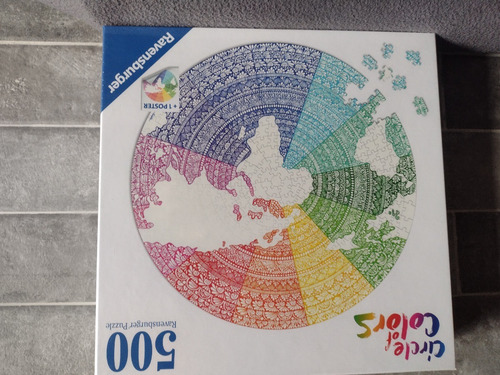 Ravensburger
+ 1 POSTER
Circle
of
Colors
500
Ravensburger Puzzle